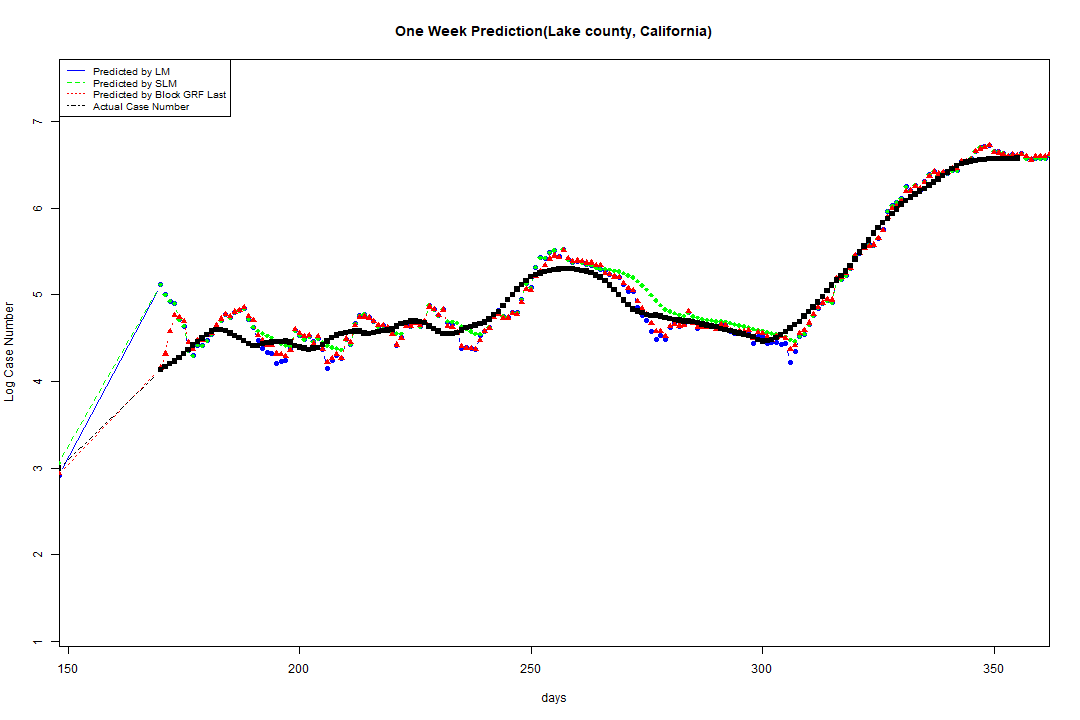 One Week Prediction(Lake county, California)
Predicted by LM
Predicted by SLM
Predicted by Block GRF Last
Actual Case Number
Log Case Number
7
6
5
4
3
2
1
150 200 250 300 350
days